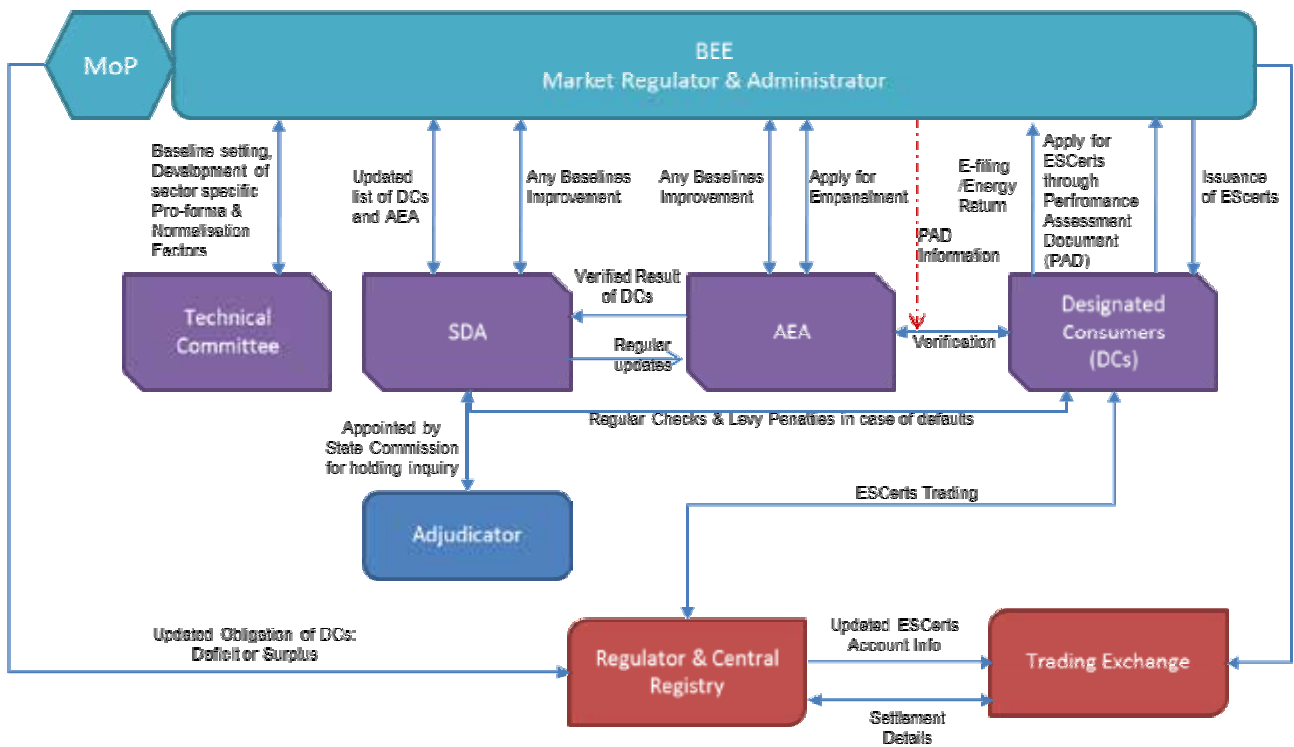 MoP
BEE
Market Regulator & Administrator
Baseline setting,
Development of
sector specific
Pro-forma &
Normalisation
Factors
Updated
list of DCs
and AEA
Any Baselines
Improvement
Any Baselines
Improvement
Apply for
Empanelment
PAD
Information
E-filing
/Energy
Return
Apply for
ESCerts
through
Perfromance
Assessment
Document
(PAD)
Issuance
of EScerts
Technical
Committee
SDA
Verified Result
of DCs
Regular
updates
AEA
Verification
Designated
Consumers
(DCs)
Regular Checks & Levy Penalties in case of defaults
Appointed by
State Commission
for holding inquiry
Adjudicator
ESCerts Trading
Updated Obligation of DCs:
Deficit or Surplus
Regulator & Central
Registry
Updated ESCerts
Account Info
Settlement
Details
Trading Exchange